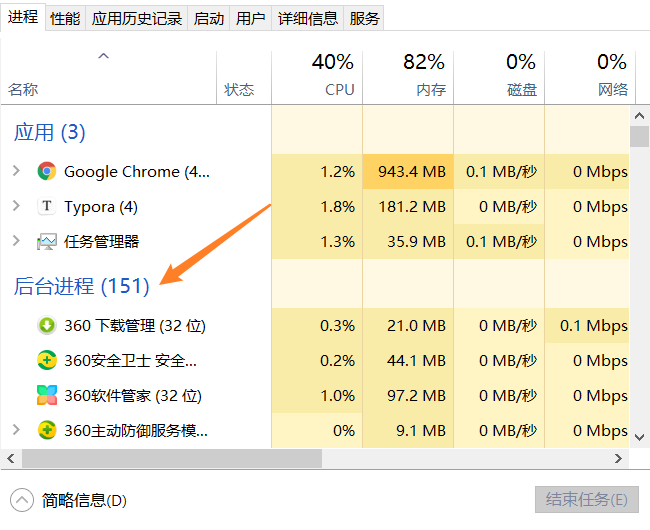 进程 性能 应用历史记录 启动 用户 详细信息 服务
40% 82% 0% 0%
名称 状态 CPU 内存 磁盘 网络
应用 (3)
Google Chrome (4... 1.2% 943.4 MB 0.1 MB/秒 0 Mbps
Typora (4) 1.8% 181.2 MB 0 MB/秒 0 Mbps
任务管理器 1.3% 35.9 MB 0.1 MB/秒 0 Mbps
后台进程 (151)
360 下载管理 (32 位) 0.3% 21.0 MB 0 MB/秒 0.1 Mbps
360安全卫士 安全... 0.2% 44.1 MB 0 MB/秒 0 Mbps
360软件管家 (32 位) 1.0% 97.2 MB 0 MB/秒 0 Mbps
360主动防御服务模... 0% 9.1 MB 0 MB/秒 0 Mbps
简略信息(D) 结束任务(E)